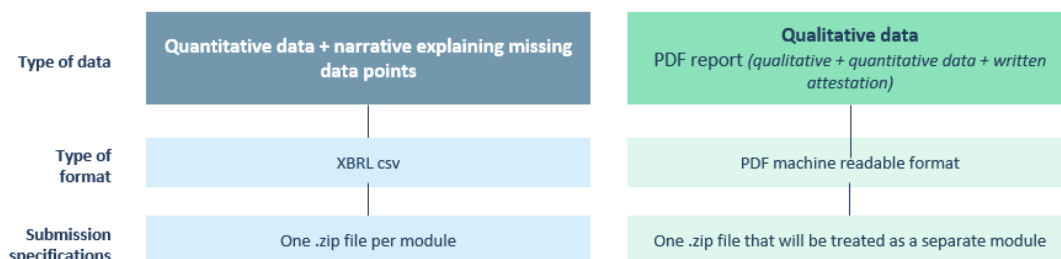 Type of data
Quantitative data + narrative explaining missing
data points
Qualitative data
PDF report (qualitative + quantitative data + written
attestation)
Type of
format
XBRL csv
PDF machine readable format
Submission
specifications
One .zip file per module
One .zip file that will be treated as a separate module